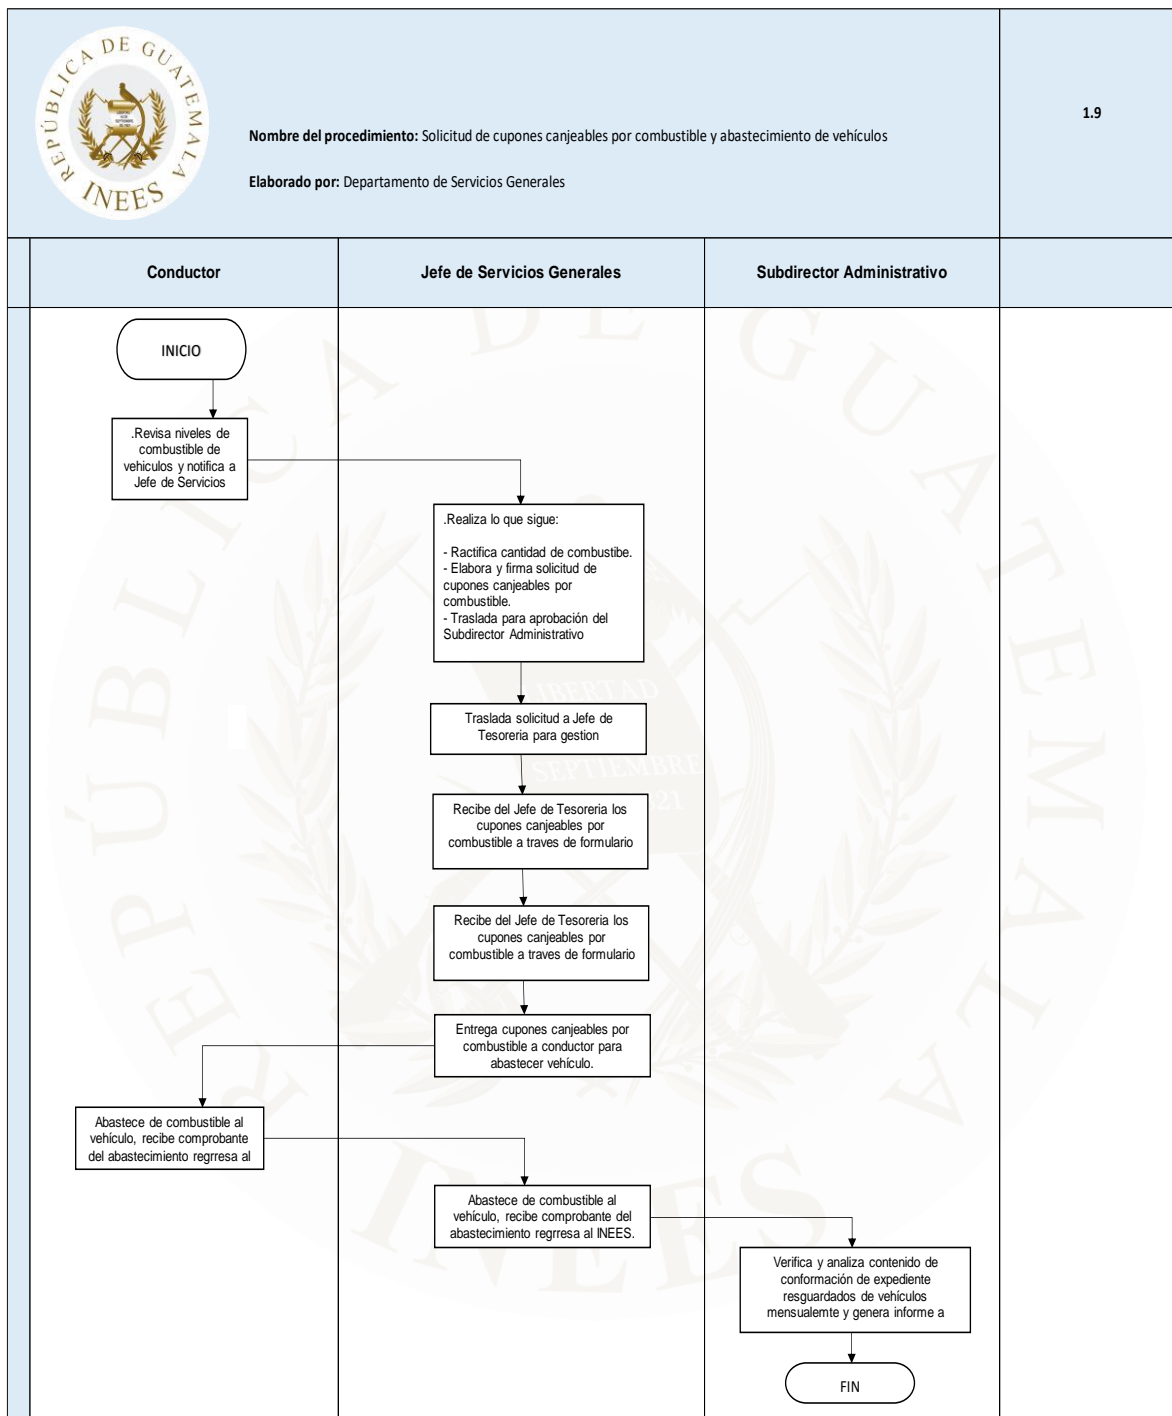 REPÚBLICA DE GUATEMALA
INEES
1.9
Nombre del procedimiento: Solicitud de cupones canjeables por combustible y abastecimiento de vehículos
Elaborado por: Departamento de Servicios Generales
Conductor
Jefe de Servicios Generales
Subdirector Administrativo
INICIO
.Revisa niveles de
combustible de
vehiculos y notifica a
Jefe de Servicios
.Realiza lo que sigue:
- Ractifica cantidad de combustibe.
- Elabora y firma solicitud de
cupones canjeables por
combustible.
- Traslada para aprobación del
Subdirector Administrativo
Traslada solicitud a Jefe de
Tesoreria para gestion
Recibe del Jefe de Tesoreria los
cupones canjeables por
combustible a traves de formulario
Recibe del Jefe de Tesoreria los
cupones canjeables por
combustible a traves de formulario
Entrega cupones canjeables por
combustible a conductor para
abastecer vehículo.
Abastece de combustible al
vehículo, recibe comprobante
del abastecimiento regrresa al
Abastece de combustible al
vehículo, recibe comprobante del
abastecimiento regrresa al INEES.
Verifica y analiza contenido de
conformación de expediente
resguardados de vehículos
mensualemte y genera informe a
FIN
REPÚBLICA DE GUATEMALA
INEES